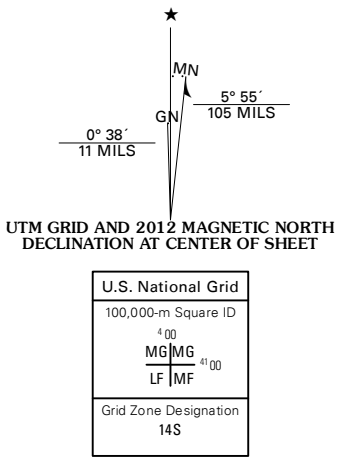 ★
MN
GN
5° 55´
105 MILS
0° 38´
11 MILS
UTM GRID AND 2012 MAGNETIC NORTH
DECLINATION AT CENTER OF SHEET
U.S. National Grid
100,000-m Square ID
4 00
MG MG
41 00
LF MF
Grid Zone Designation
14S